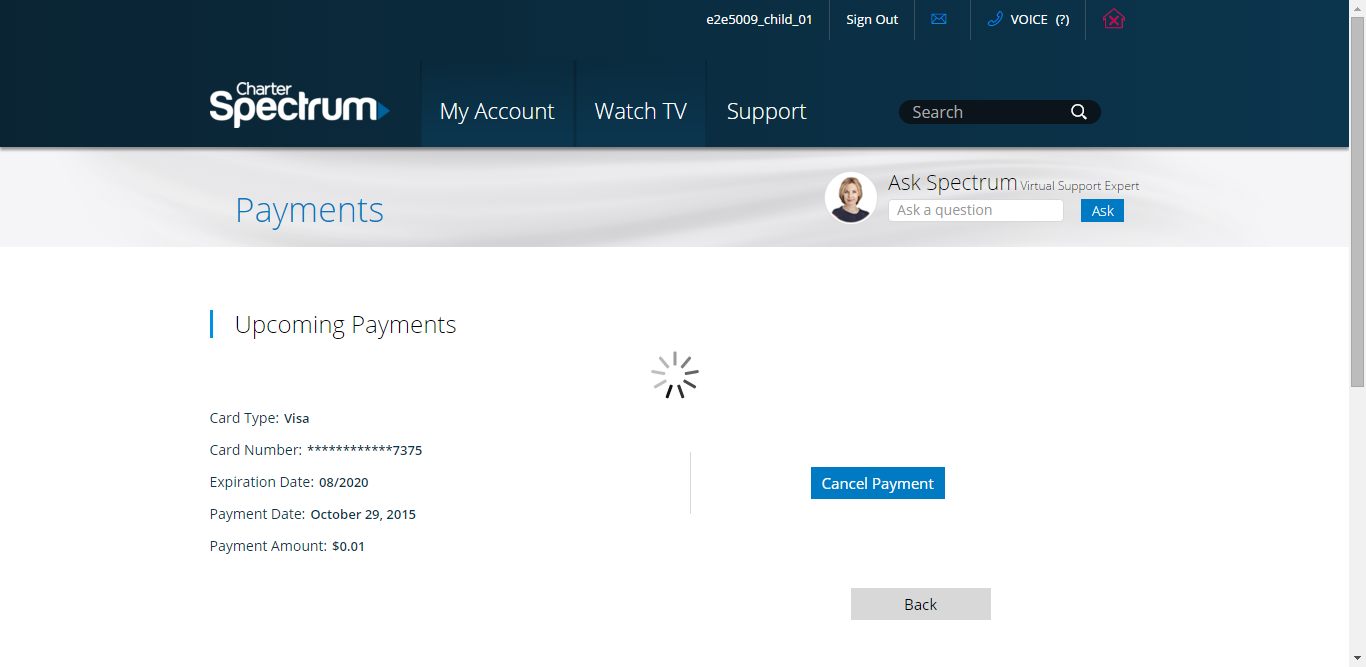 e2e5009_child_01
Sign Out
VOICE (?)
Charter
Spectrum
My Account
Watch TV
Support
Search
Payments
Ask Spectrum Virtual Support Expert
Ask a question
Ask
Upcoming Payments
Card Type: Visa
Card Number: ************7375
Expiration Date: 08/2020
Payment Date: October 29, 2015
Payment Amount: $0.01
Cancel Payment
Back